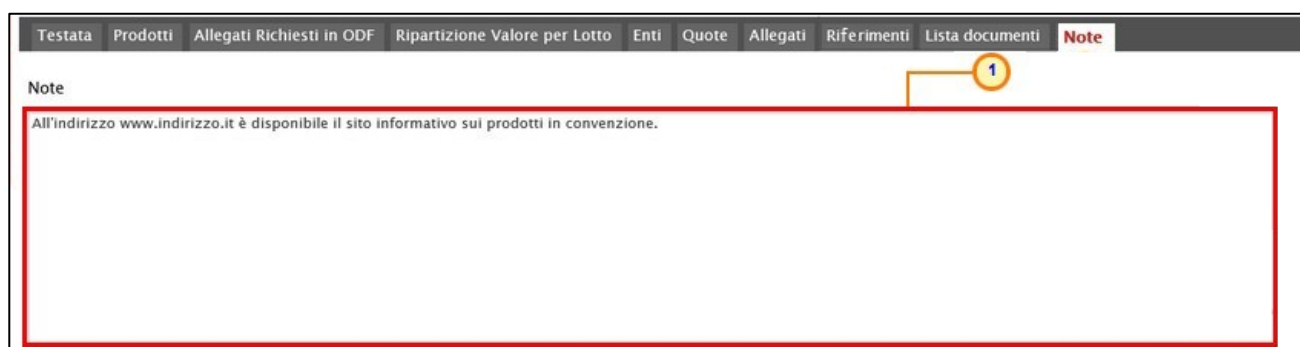 Testata Prodotti Allegati Richiesti in ODF Ripartizione Valore per Lotto Enti Quote Allegati Riferimenti Lista documenti Note
1
Note
All'indirizzo www.indirizzo.it è disponibile il sito informativo sui prodotti in convenzione.